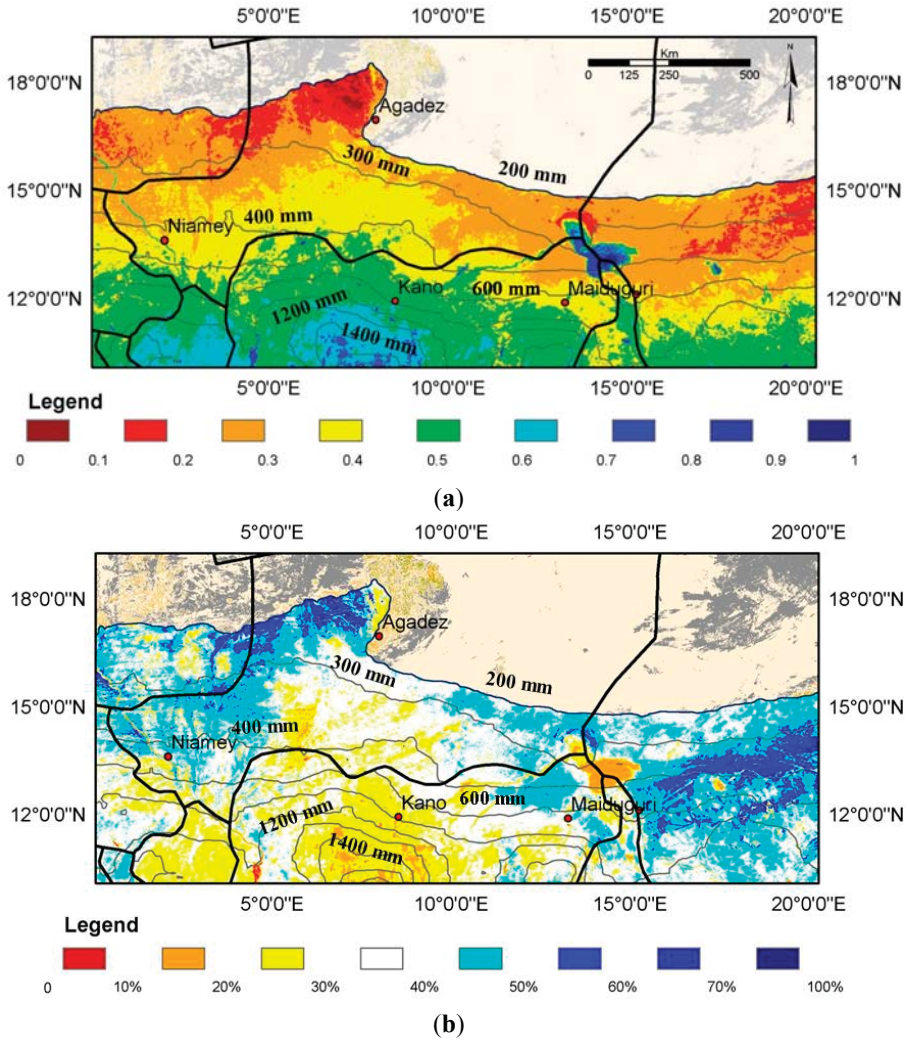 5°0'0"E 10°0'0"E 15°0'0"E 20°0'0"E
Km
0 125 250 500
N
18°0'0"N 18°0'0"N
Agadez
300 mm
200 mm
15°0'0"N 15°0'0"N
400 mm
Niamey
12°0'0"N 12°0'0"N
Kano
600 mm
Maiduguri
1200 mm
1400 mm
5°0'0"E 10°0'0"E 15°0'0"E 20°0'0"E
Legend
0 0.1 0.2 0.3 0.4 0.5 0.6 0.7 0.8 0.9 1
(a)
5°0'0"E 10°0'0"E 15°0'0"E 20°0'0"E
18°0'0"N 18°0'0"N
Agadez
300 mm
200 mm
15°0'0"N 15°0'0"N
400 mm
Niamey
600 mm
12°0'0"N 12°0'0"N
Kano
Maiduguri
1200 mm
1400 mm
5°0'0"E 10°0'0"E 15°0'0"E 20°0'0"E
Legend
0 10% 20% 30% 40% 50% 60% 70% 100%
(b)